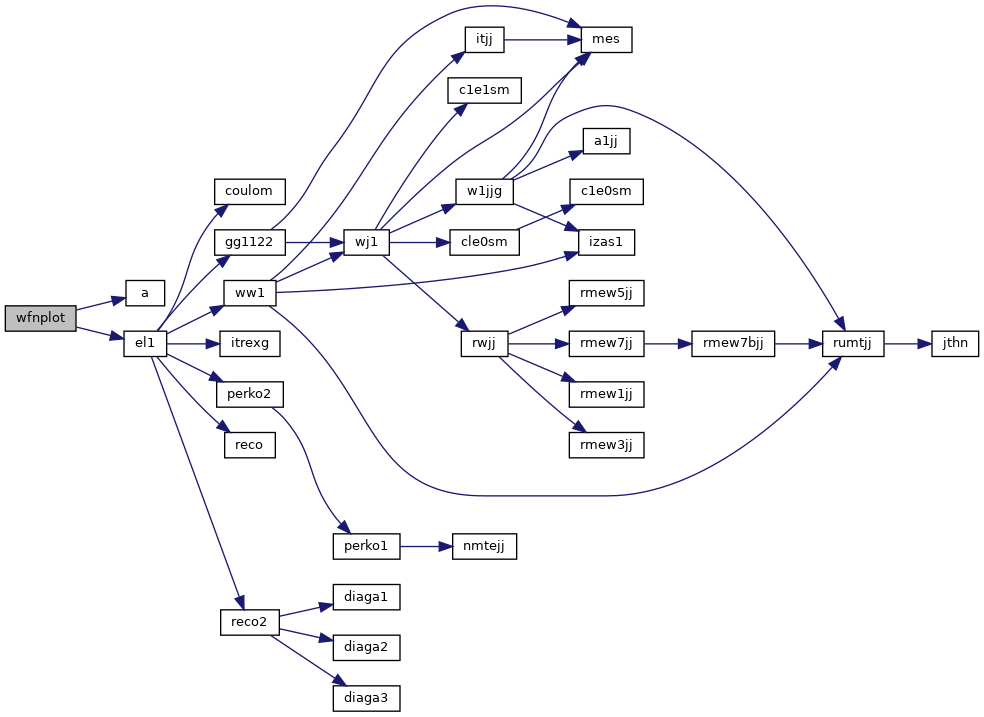 wfnplot
a
el1
coulom
gg1122
ww1
itrexg
perko2
reco
reco2
wj1
perko1
diaga1
diaga2
diaga3
itjj
c1e1sm
w1jjg
cle0sm
rwjj
nmtejj
mes
a1jj
c1e0sm
izas1
rmew5jj
rmew7jj
rmew1jj
rmew3jj
rmew7bjj
rumtjj
jthn